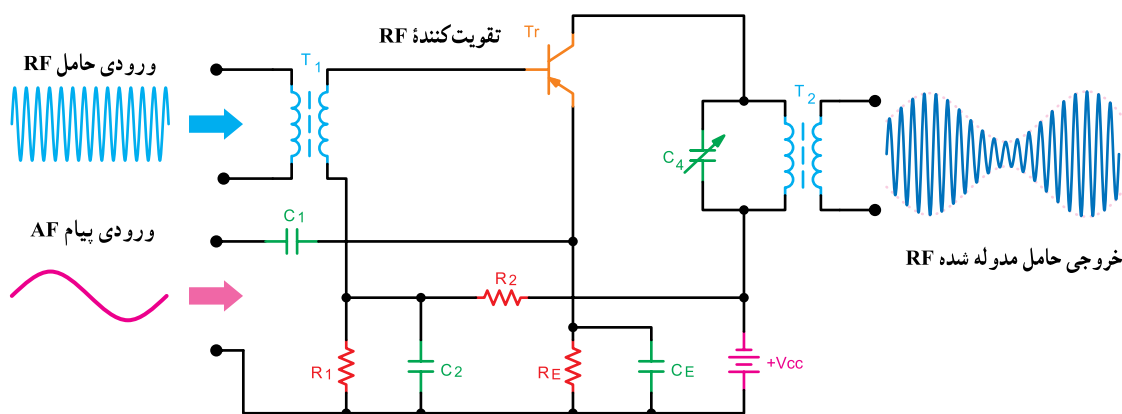 تقویت‌کنندهٔ RF
Tr
ورودی حامل RF
T1
T2
C4
C1
ورودی پیام AF
خروجی حامل مدوله شده RF
R2
R1
C2
RE
CE
+Vcc